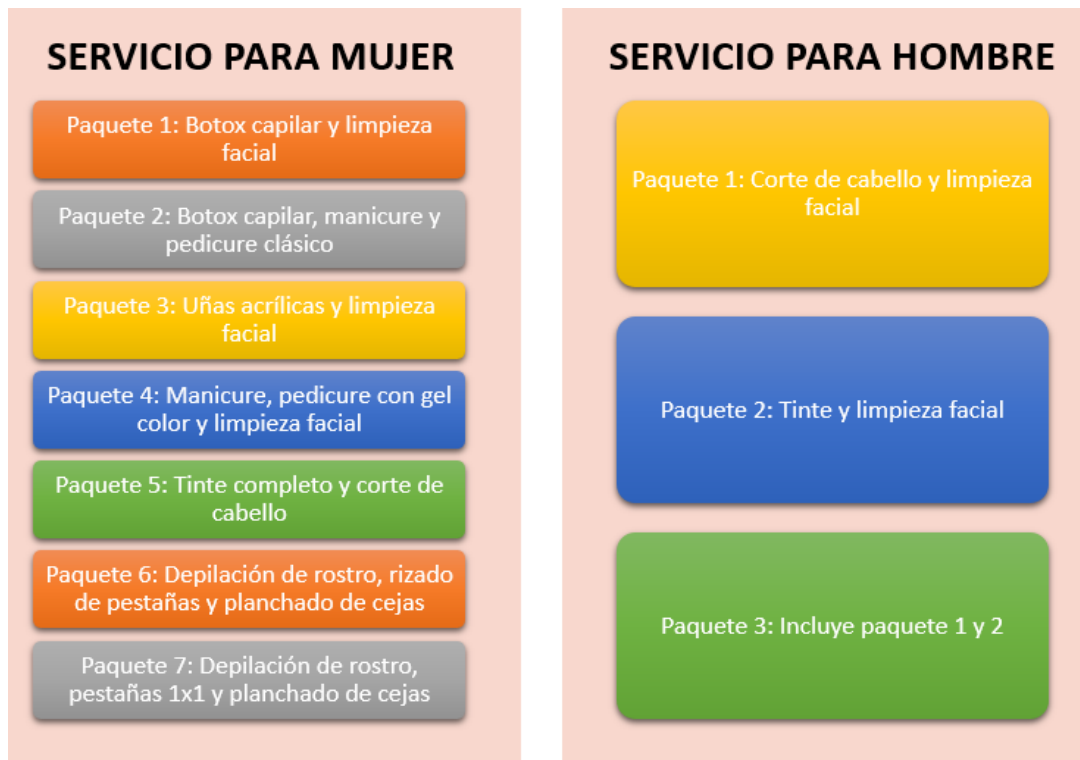 SERVICIO PARA MUJER
Paquete 1: Botox capilar y limpieza
facial
Paquete 2: Botox capilar, manicure y
pedicure clásico
Paquete 3: Uñas acrílicas y limpieza
facial
Paquete 4: Manicure, pedicure con gel
color y limpieza facial
Paquete 5: Tinte completo y corte de
cabello
Paquete 6: Depilación de rostro, rizado
de pestañas y planchado de cejas
Paquete 7: Depilación de rostro,
pestañas 1x1 y planchado de cejas
SERVICIO PARA HOMBRE
Paquete 1: Corte de cabello y limpieza
facial
Paquete 2: Tinte y limpieza facial
Paquete 3: Incluye paquete 1 y 2